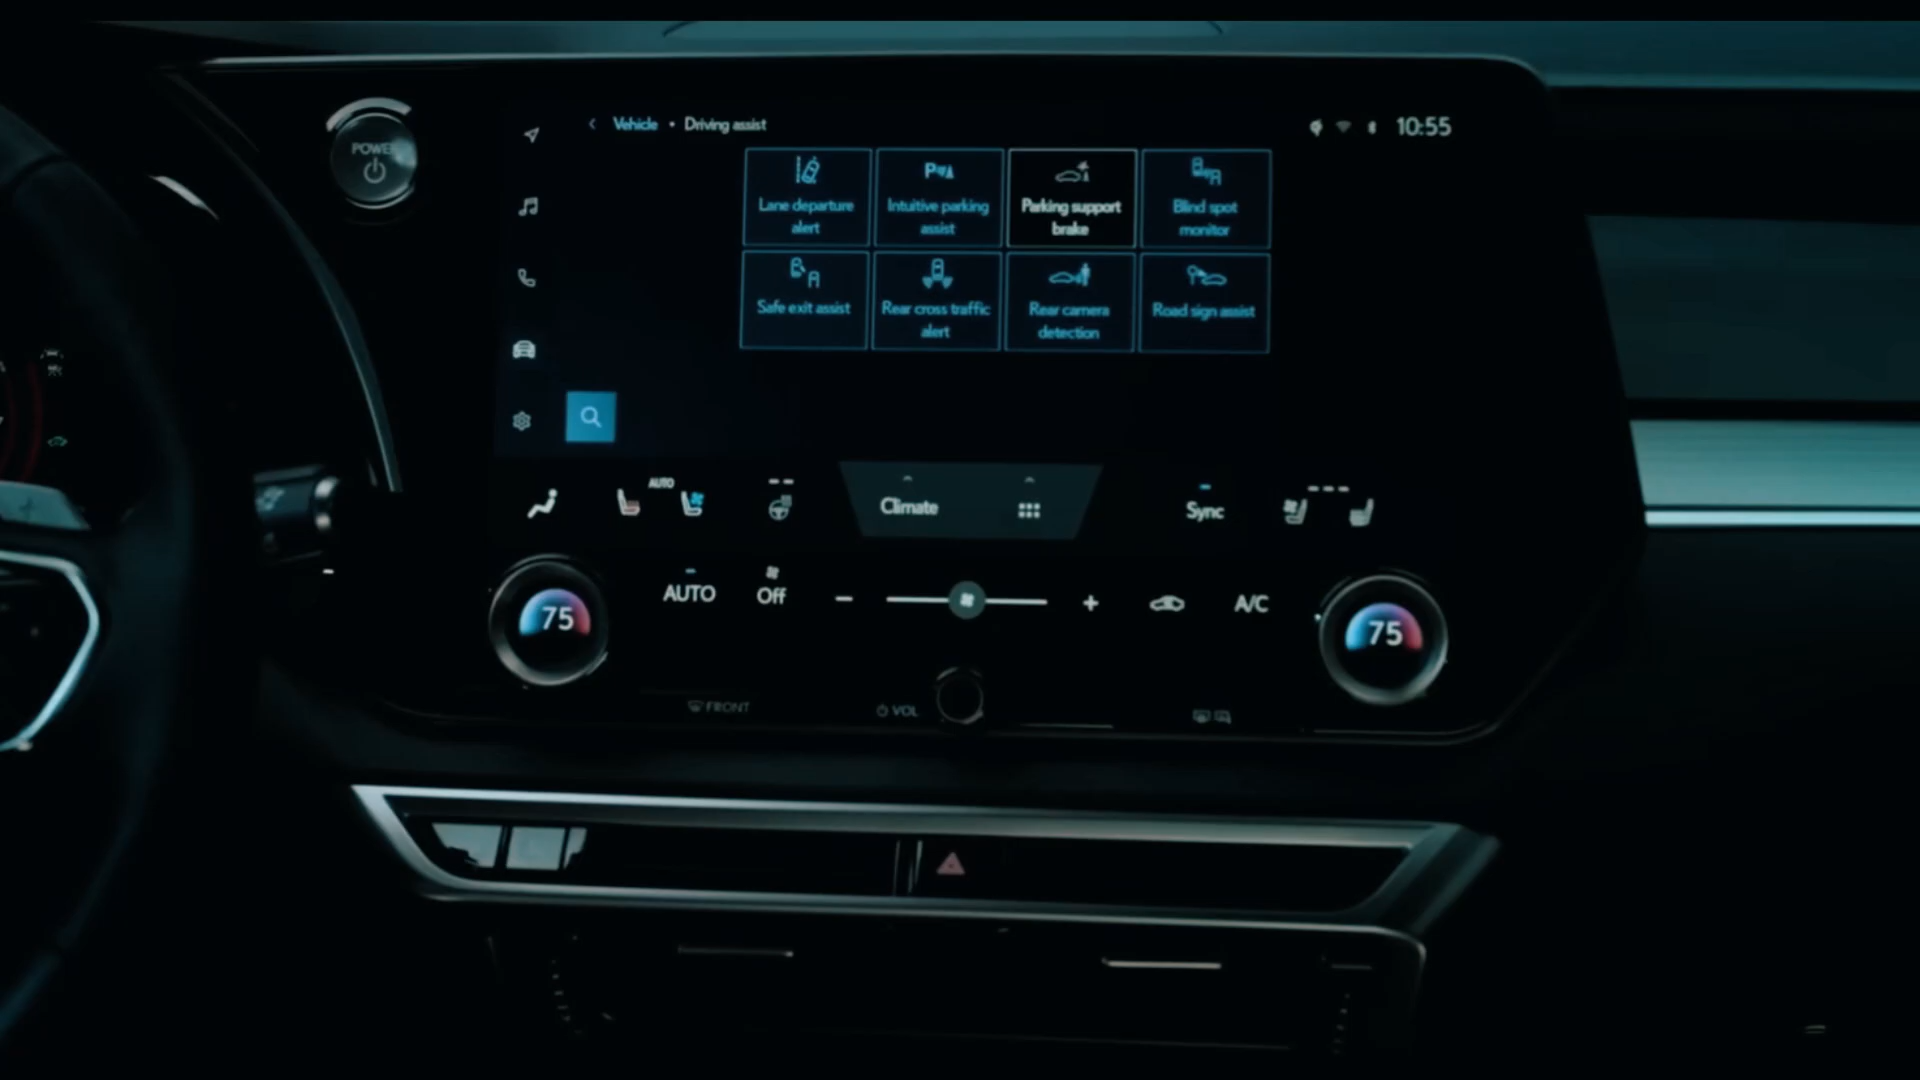 POWER
Vehicle • Driving assist
10:55
Lane departure
alert
Intuitive parking
assist
Parking support
brake
Blind spot
monitor
Safe exit assist
Rear cross traffic
alert
Rear camera
detection
Road sign assist
AUTO
Climate
Sync
75
AUTO
Off
A/C
75
FRONT
VOL